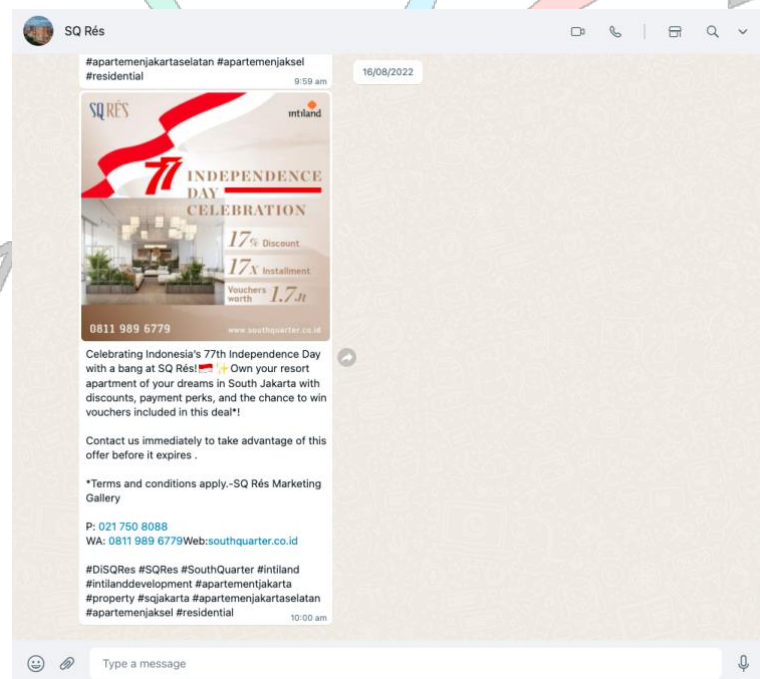 SQ Rés
#apartemenjakartaselatan #apartemenjaksel
#residential
9:59 am
16/08/2022
SQ RÉS
intiland
77 INDEPENDENCE
DAY
CELEBRATION
17% Discount
17X Installment
Vouchers
worth 1.7Jt
0811 989 6779
www.southquarter.co.id
Celebrating Indonesia's 77th Independence Day
with a bang at SQ Rés!🇮🇩✨Own your resort
apartment of your dreams in South Jakarta with
discounts, payment perks, and the chance to win
vouchers included in this deal*!
Contact us immediately to take advantage of this
offer before it expires .
*Terms and conditions apply.-SQ Rés Marketing
Gallery
P: 021 750 8088
WA: 0811 989 6779Web:southquarter.co.id
#DiSQRes #SQRes #SouthQuarter #intiland
#intilanddevelopment #apartementjakarta
#property #sqjakarta #apartemenjakartaselatan
#apartemenjaksel #residential
10:00 am
Type a message